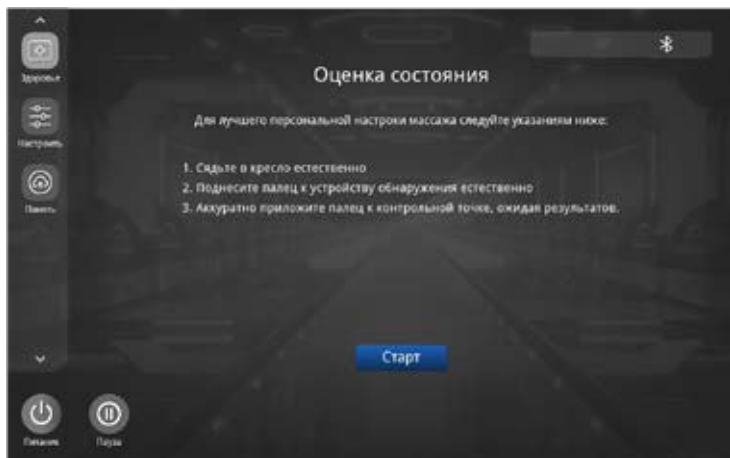 Здоровье
Настроить
Память
Оценка состояния
Для лучшего персональной настроки массажа следуйте указаниям ниже:
1. Сядьте в кресло естественно
2. Поднесите палец к устройству обнаружения естественно
3. Аккуратно приложите палец к контрольной точке, ожидая результатов.
Старт
Питание
Пауза